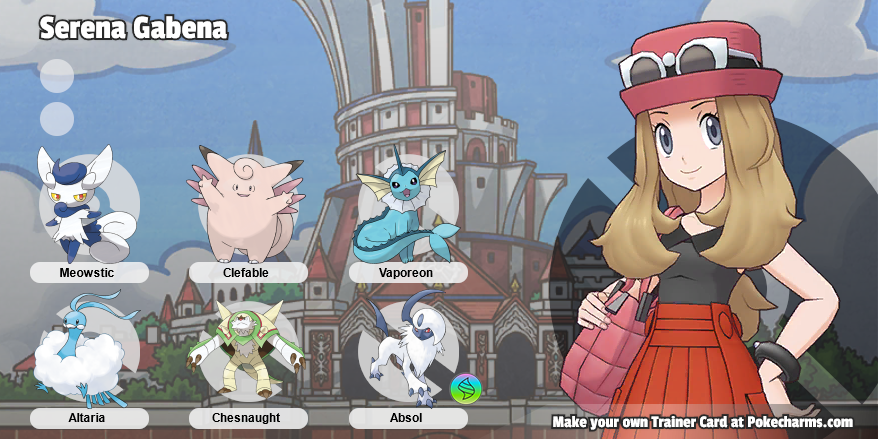 Serena Gabena
Meowstic
Clefable
Vaporeon
Altaria
Chesnaught
Absol
Make your own Trainer Card at Pokecharms.com